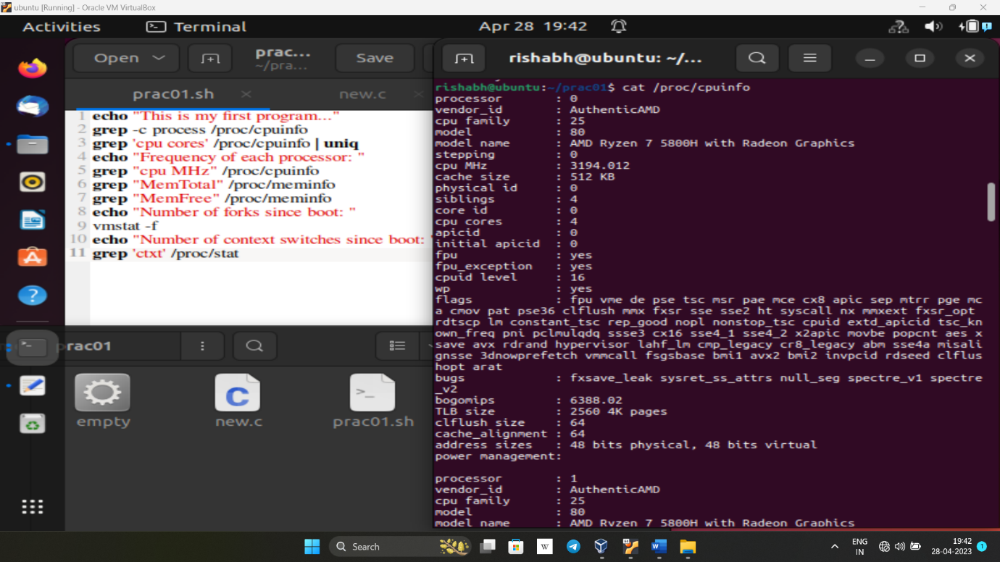 ubuntu [Running] - Oracle VM VirtualBox
Activities
Terminal
Apr 28 19:42
Open
prac...
~/pra...
Save
prac01.sh
new.c
1 echo "This is my first program..."
2 grep -c process /proc/cpuinfo
3 grep 'cpu cores' /proc/cpuinfo | uniq
4 echo "Frequency of each processor: "
5 grep "cpu MHz" /proc/cpuinfo
6 grep "MemTotal" /proc/meminfo
7 grep "MemFree" /proc/meminfo
8 echo "Number of forks since boot: "
9 vmstat -f
10 echo "Number of context switches since boot: "
11 grep 'ctxt' /proc/stat
prac01
empty
new.c
prac01.sh
rishabh@ubuntu: ~/...
rishabh@ubuntu:~/prac01$ cat /proc/cpuinfo
processor : 0
vendor_id : AuthenticAMD
cpu family : 25
model : 80
model name : AMD Ryzen 7 5800H with Radeon Graphics
stepping : 0
cpu MHz : 3194.012
cache size : 512 KB
physical id : 0
siblings : 4
core id : 0
cpu cores : 4
apicid : 0
initial apicid : 0
fpu : yes
fpu_exception : yes
cpuid level : 16
wp : yes
flags : fpu vme de pse tsc msr pae mce cx8 apic sep mtrr pge mc
a cmov pat pse36 clflush mmx fxsr sse sse2 ht syscall nx mmxext fxsr_opt
rdtscp lm constant_tsc rep_good nopl nonstop_tsc cpuid extd_apicid tsc_kn
own_freq pni pclmulqdq ssse3 cx16 sse4_1 sse4_2 x2apic movbe popcnt aes x
save avx rdrand hypervisor lahf_lm cmp_legacy cr8_legacy abm sse4a misali
gnsse 3dnowprefetch vmmcall fsgsbase bmi1 avx2 bmi2 invpcid rdseed clflus
hopt arat
bugs : fxsave_leak sysret_ss_attrs null_seg spectre_v1 spectre
_v2
bogomips : 6388.02
TLB size : 2560 4K pages
clflush size : 64
cache_alignment : 64
address sizes : 48 bits physical, 48 bits virtual
power management:
processor : 1
vendor_id : AuthenticAMD
cpu family : 25
model : 80
model name : AMD Ryzen 7 5800H with Radeon Graphics
Search
W
ENG
IN
19:42
28-04-2023
1